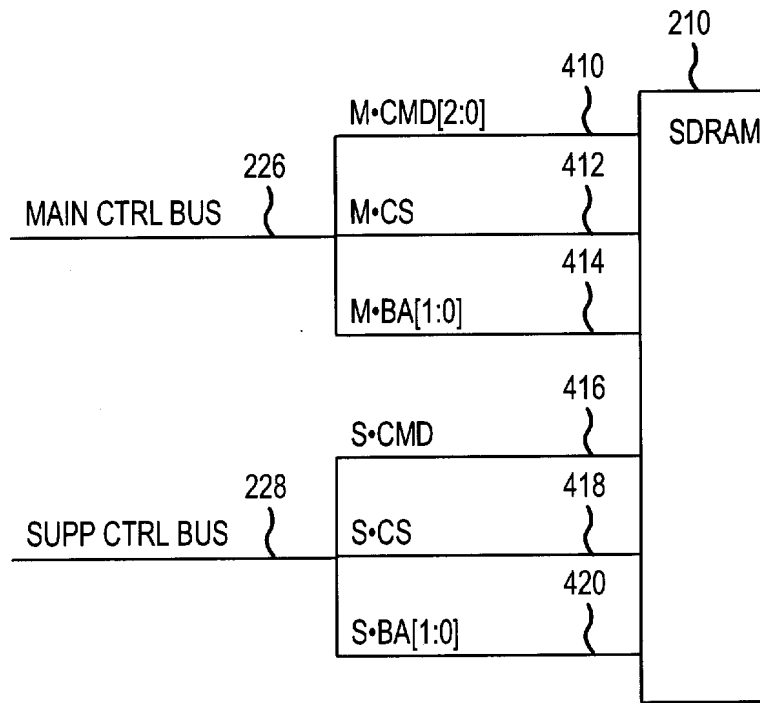 210
410
M•CMD[2:0]
SDRAM
226
412
MAIN CTRL BUS
M•CS
414
M•BA[1:0]
416
S•CMD
228
418
SUPP CTRL BUS
S•CS
420
S•BA[1:0]